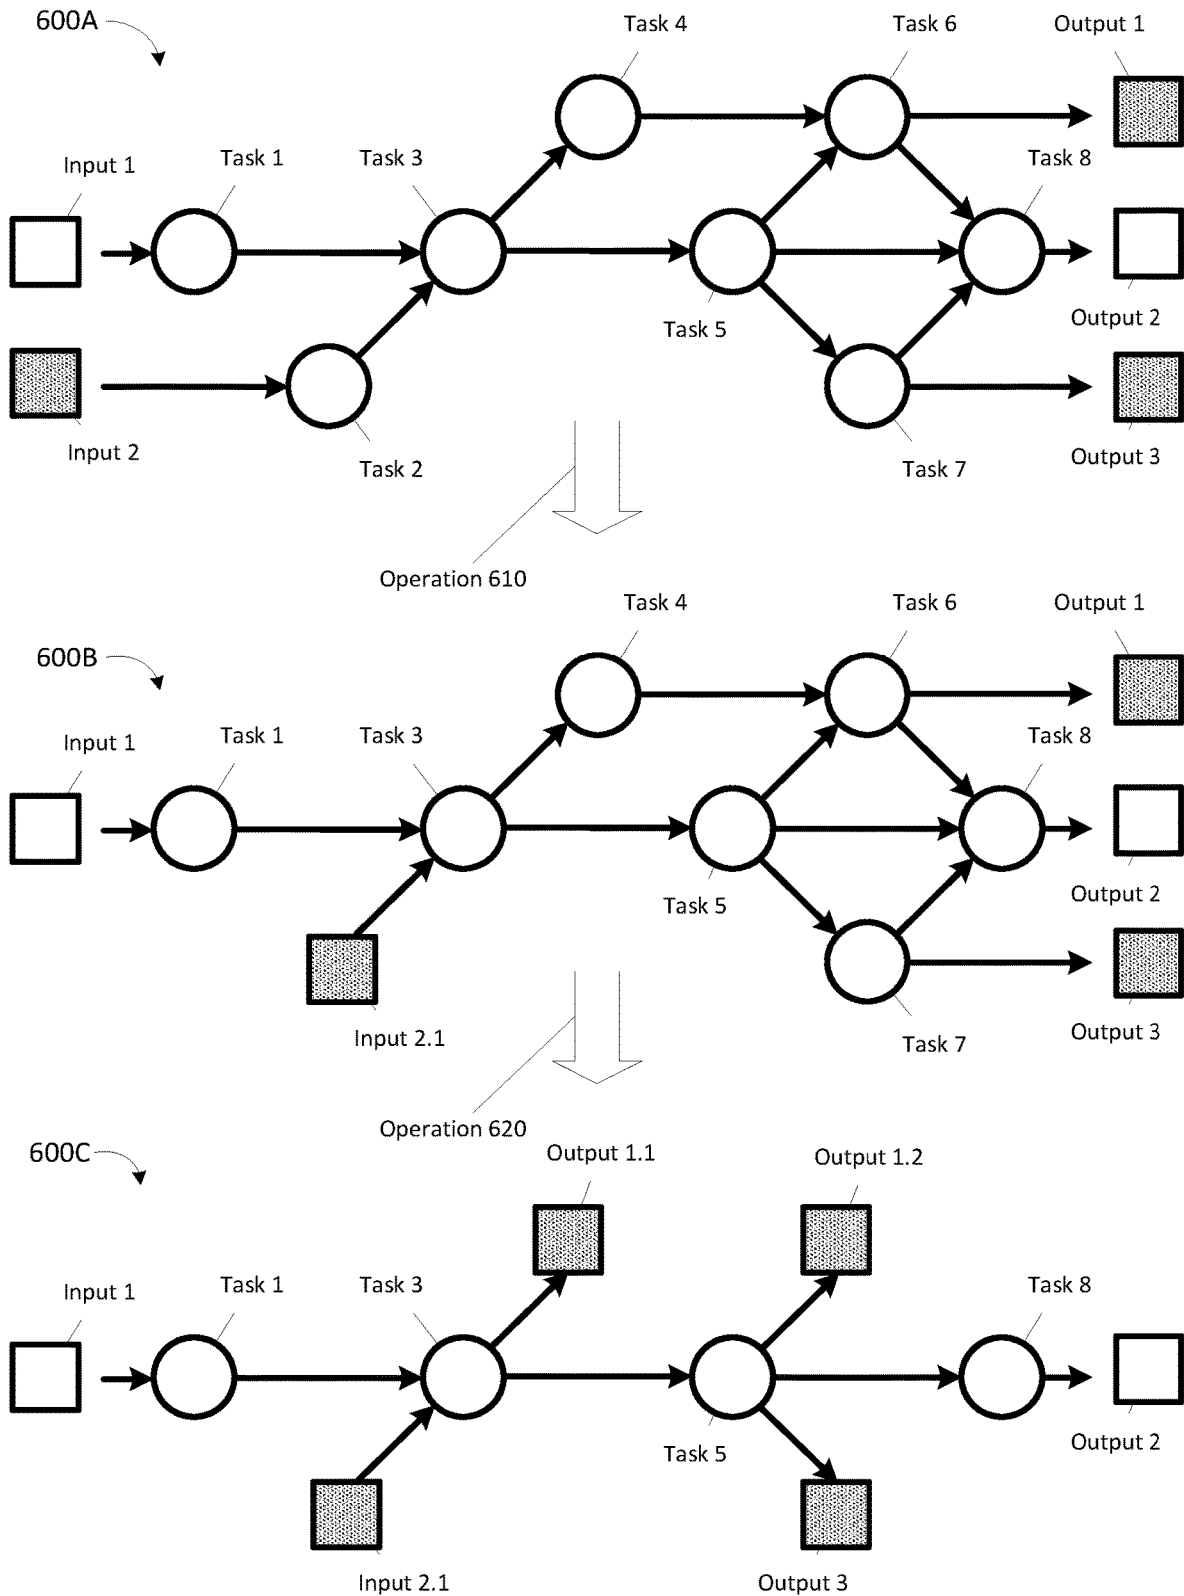 600A
Task 4
Task 6
Output 1
Input 1
Task 1
Task 3
Task 8
Task 5
Output 2
Input 2
Task 2
Task 7
Output 3
Operation 610
Task 4
Task 6
Output 1
600B
Input 1
Task 1
Task 3
Task 8
Task 5
Output 2
Input 2.1
Task 7
Output 3
Operation 620
600C
Output 1.1
Output 1.2
Input 1
Task 1
Task 3
Task 8
Task 5
Output 2
Input 2.1
Output 3